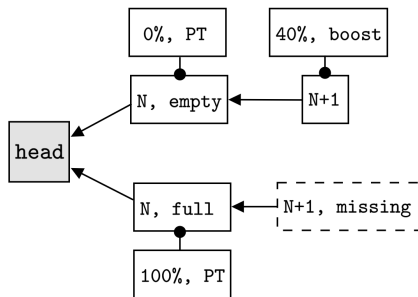 0%, PT
40%, boost
N, empty
N+1
head
N, full
N+1, missing
100%, PT